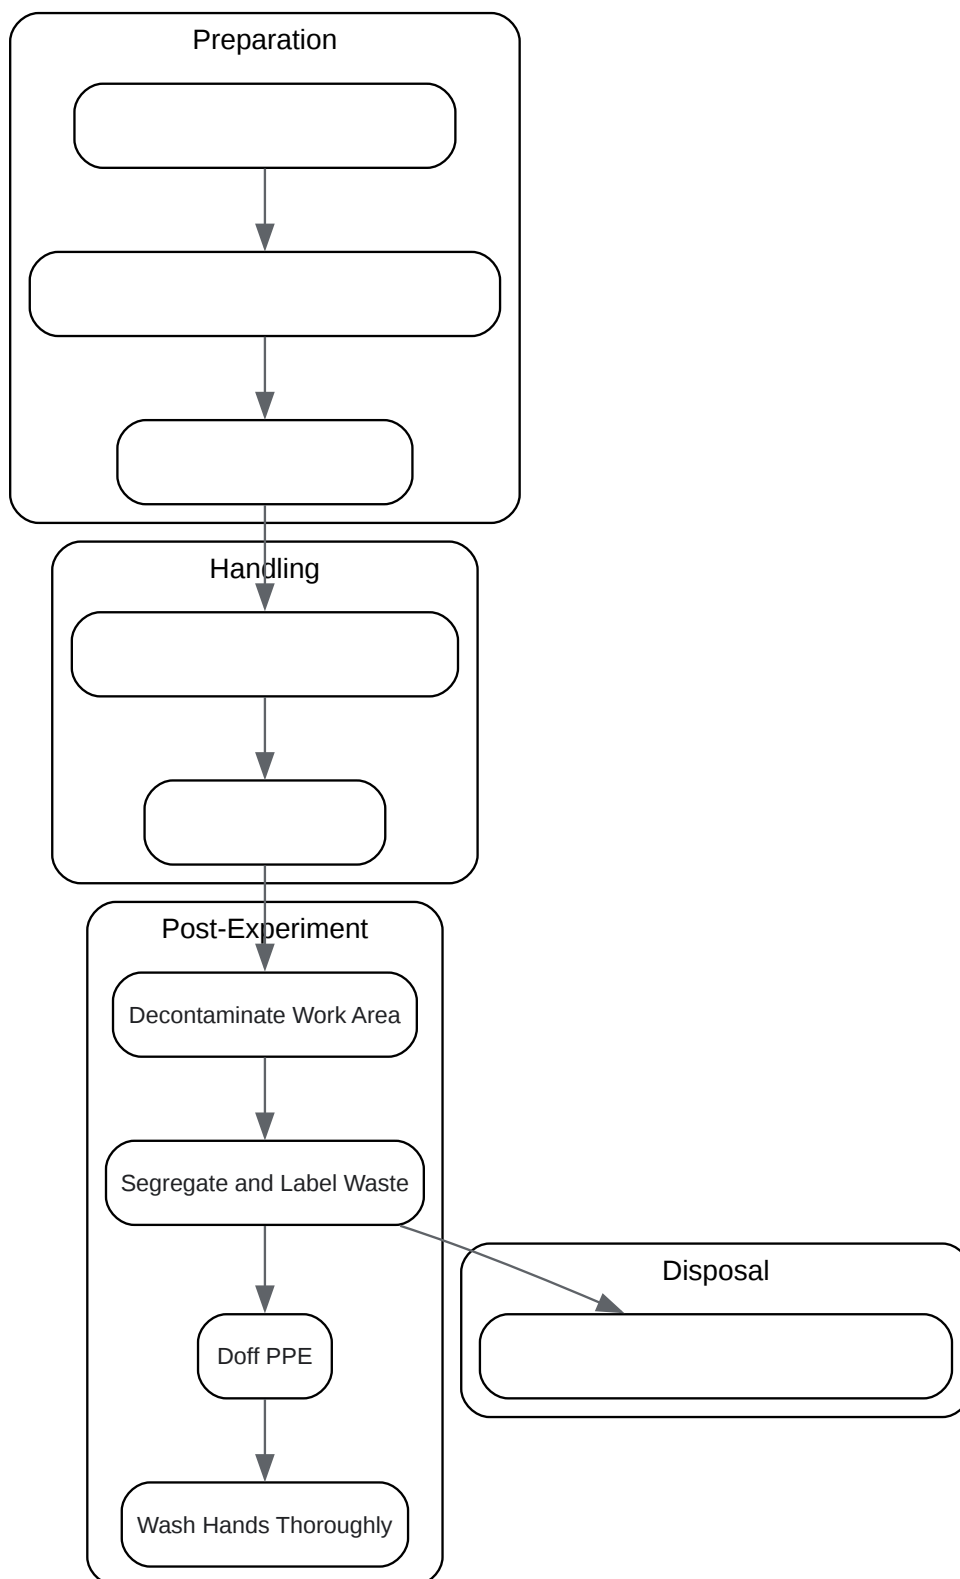 Preparation
Handling
Post-Experiment
Decontaminate Work Area
Segregate and Label Waste
Disposal
Doff PPE
Wash Hands Thoroughly